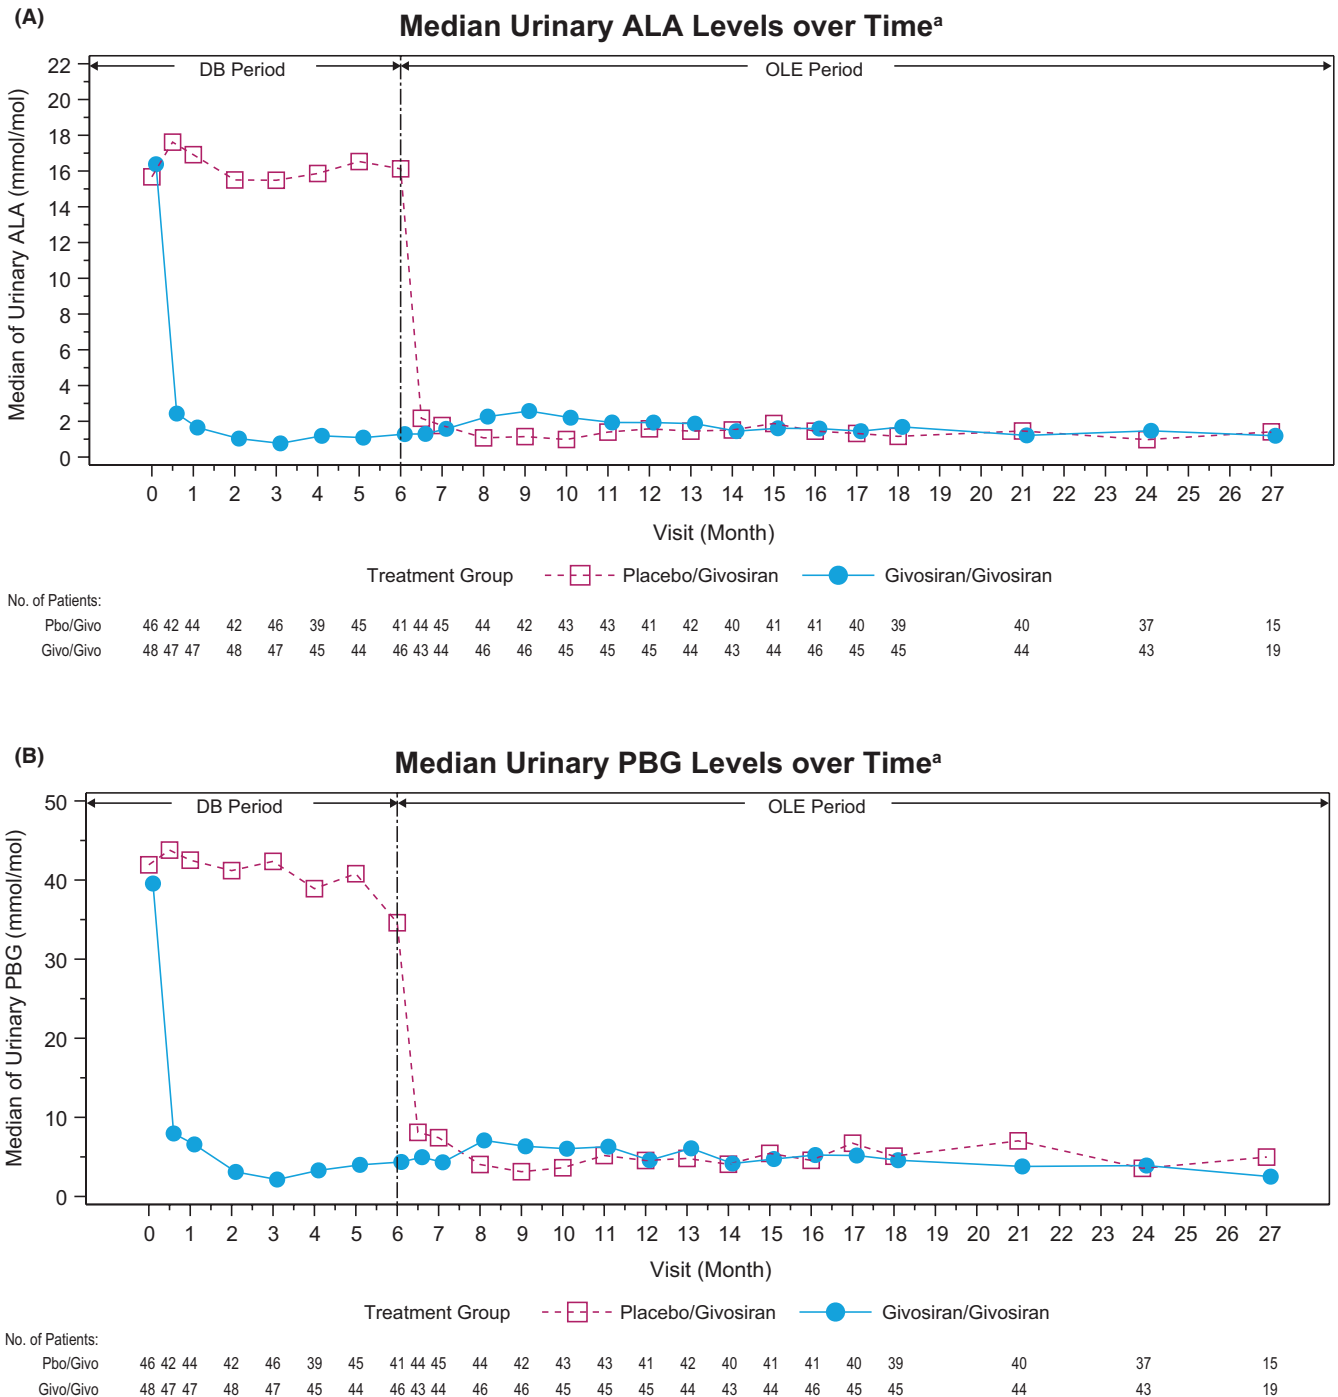 (A)
Median Urinary ALA Levels over Timeᵃ
DB Period
OLE Period
Median of Urinary ALA (mmol/mol)
22
20
18
16
14
12
10
8
6
4
2
0
0 1 2 3 4 5 6 7 8 9 10 11 12 13 14 15 16 17 18 19 20 21 22 23 24 25 26 27
Visit (Month)
Treatment Group Placebo/Givosiran Givosiran/Givosiran
No. of Patients:
Pbo/Givo 46 42 44 42 46 39 45 41 44 45 44 42 43 43 41 42 40 41 41 40 39 40 37 15
Givo/Givo 48 47 47 48 47 45 44 46 43 44 46 46 45 45 45 44 43 44 46 45 45 44 43 19
(B)
Median Urinary PBG Levels over Timeᵃ
DB Period
OLE Period
Median of Urinary PBG (mmol/mol)
50
40
30
20
10
0
0 1 2 3 4 5 6 7 8 9 10 11 12 13 14 15 16 17 18 19 20 21 22 23 24 25 26 27
Visit (Month)
Treatment Group Placebo/Givosiran Givosiran/Givosiran
No. of Patients:
Pbo/Givo 46 42 44 42 46 39 45 41 44 45 44 42 43 43 41 42 40 41 41 40 39 40 37 15
Givo/Givo 48 47 47 48 47 45 44 46 43 44 46 46 45 45 45 44 43 44 46 45 45 44 43 19